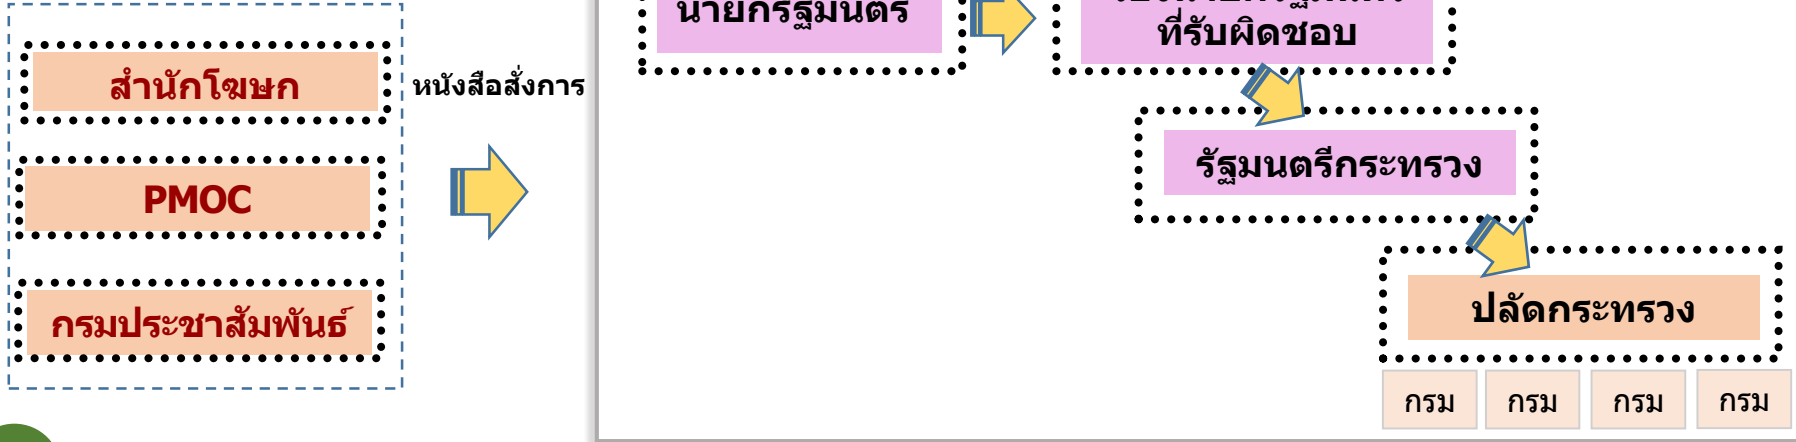 สำนักโฆษก
PMOC
กรมประชาสัมพันธ์
หนังสือสั่งการ
นายกรัฐมนตรี
ที่รับผิดชอบ
รัฐมนตรีกระทรวง
ปลัดกระทรวง
กรม
กรม
กรม
กรม